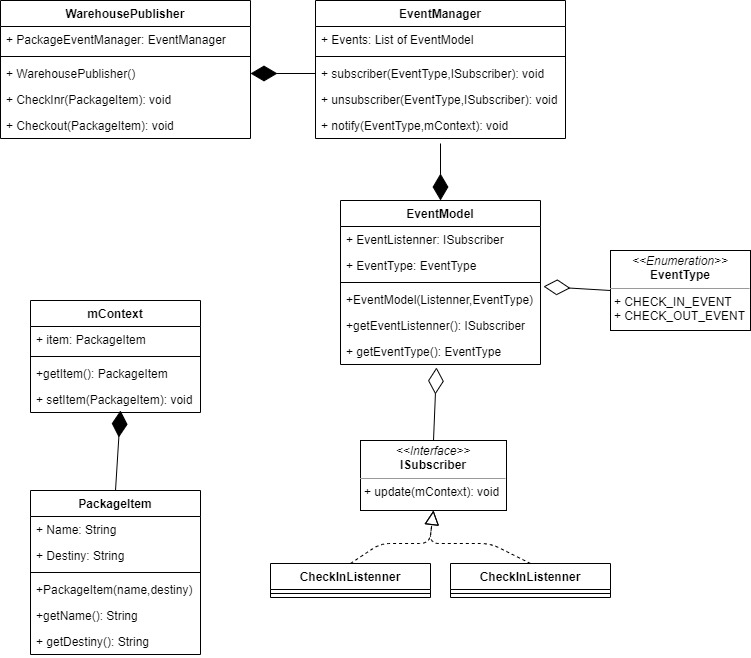 WarehousePublisher
+ PackageEventManager: EventManager
+ WarehousePublisher()
+ CheckInr(PackageItem): void
+ Checkout(PackageItem): void
EventManager
+ Events: List of EventModel
+ subscriber(EventType,ISubscriber): void
+ unsubscriber(EventType,ISubscriber): void
+ notify(EventType,mContext): void
EventModel
+ EventListenner: ISubscriber
+ EventType: EventType
+EventModel(Listenner,EventType)
+getEventListenner(): ISubscriber
+ getEventType(): EventType
<<Enumeration>>
EventType
+ CHECK_IN_EVENT
+ CHECK_OUT_EVENT
mContext
+ item: PackageItem
+getItem(): PackageItem
+ setItem(PackageItem): void
<<Interface>>
ISubscriber
+ update(mContext): void
PackageItem
+ Name: String
+ Destiny: String
+PackageItem(name,destiny)
+getName(): String
+ getDestiny(): String
CheckInListenner
CheckInListenner